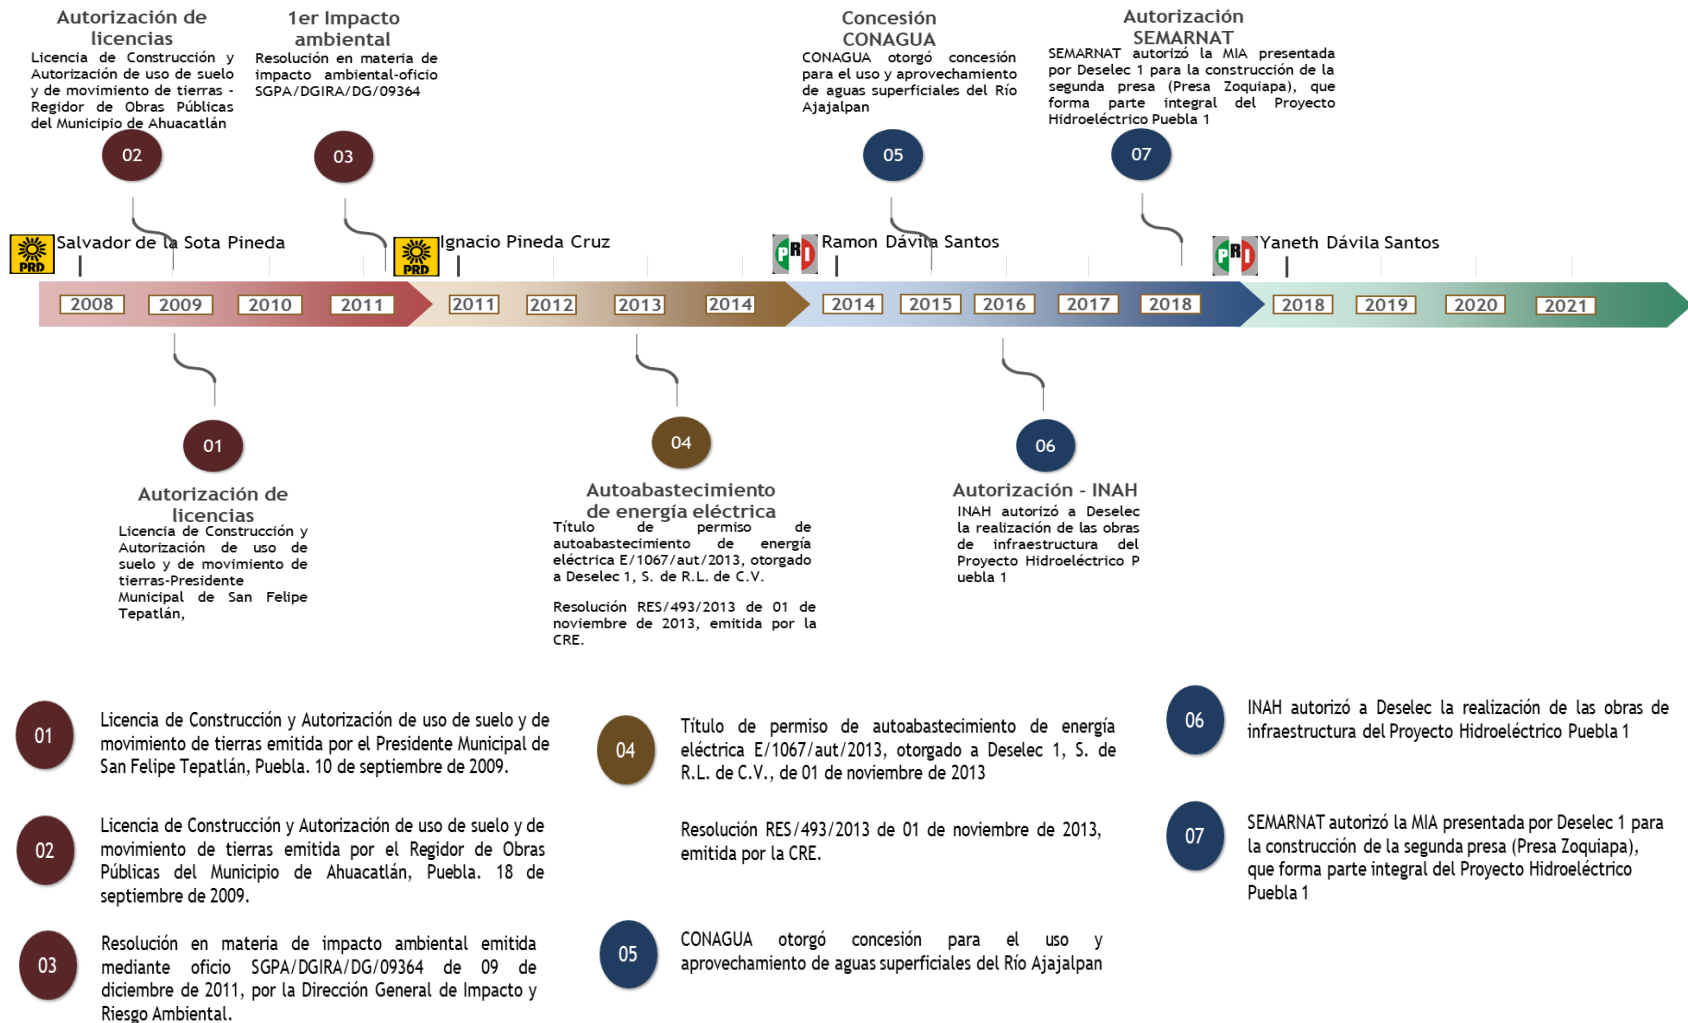 Autorización de
licencias
Licencia de Construcción y
Autorización de uso de suelo
y de movimiento de tierras -
Regidor de Obras Públicas
del Municipio de Ahuacatlán
02
1er Impacto
ambiental
Resolución en materia de
impacto ambiental-oficio
SGPA/DGIRA/DG/09364
03
Concesión
CONAGUA
CONAGUA otorgó concesión
para el uso y aprovechamiento
de aguas superficiales del Río
Ajajalpan
05
Autorización
SEMARNAT
SEMARNAT autorizó la MIA presentada
por Deselec 1 para la construcción de la
segunda presa (Presa Zoquiapa), que
forma parte integral del Proyecto
Hidroeléctrico Puebla 1
07
PRD
Salvador de la Sota Pineda
PRD
Ignacio Pineda Cruz
PRI
Ramon Dávila Santos
PRI
Yaneth Dávila Santos
2008 2009 2010 2011 2011 2012 2013 2014 2014 2015 2016 2017 2018 2018 2019 2020 2021
01
Autorización de
licencias
Licencia de Construcción y
Autorización de uso de
suelo y de movimiento de
tierras-Presidente
Municipal de San Felipe
Tepatlán,
04
Autoabastecimiento
de energía eléctrica
Título de permiso de
autoabastecimiento de energía
eléctrica E/1067/aut/2013, otorgado
a Deselec 1, S. de R.L. de C.V.
Resolución RES/493/2013 de 01 de
noviembre de 2013, emitida por la
CRE.
06
Autorización - INAH
INAH autorizó a Deselec
la realización de las obras
de infraestructura del
Proyecto Hidroeléctrico P
uebla 1
01
Licencia de Construcción y Autorización de uso de suelo y de
movimiento de tierras emitida por el Presidente Municipal de
San Felipe Tepatlán, Puebla. 10 de septiembre de 2009.
02
Licencia de Construcción y Autorización de uso de suelo y de
movimiento de tierras emitida por el Regidor de Obras
Públicas del Municipio de Ahuacatlán, Puebla. 18 de
septiembre de 2009.
03
Resolución en materia de impacto ambiental emitida
mediante oficio SGPA/DGIRA/DG/09364 de 09 de
diciembre de 2011, por la Dirección General de Impacto y
Riesgo Ambiental.
04
Título de permiso de autoabastecimiento de energía
eléctrica E/1067/aut/2013, otorgado a Deselec 1, S. de
R.L. de C.V., de 01 de noviembre de 2013
Resolución RES/493/2013 de 01 de noviembre de 2013,
emitida por la CRE.
05
CONAGUA otorgó concesión para el uso y
aprovechamiento de aguas superficiales del Río Ajajalpan
06
INAH autorizó a Deselec la realización de las obras de
infraestructura del Proyecto Hidroeléctrico Puebla 1
07
SEMARNAT autorizó la MIA presentada por Deselec 1 para
la construcción de la segunda presa (Presa Zoquiapa),
que forma parte integral del Proyecto Hidroeléctrico
Puebla 1